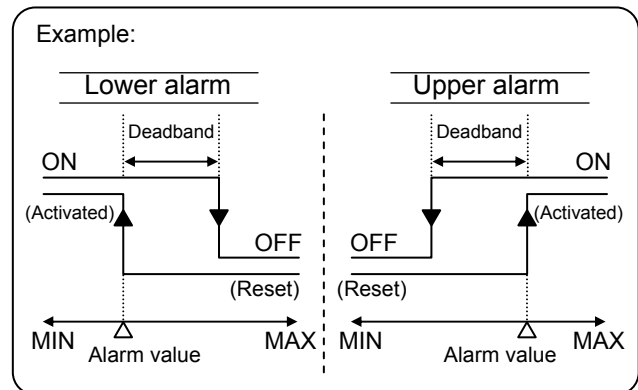 Example:
Lower alarm
Deadband
ON
(Activated)
OFF
(Reset)
MIN
MAX
Alarm value
Upper alarm
Deadband
ON
(Activated)
OFF
(Reset)
MIN
MAX
Alarm value